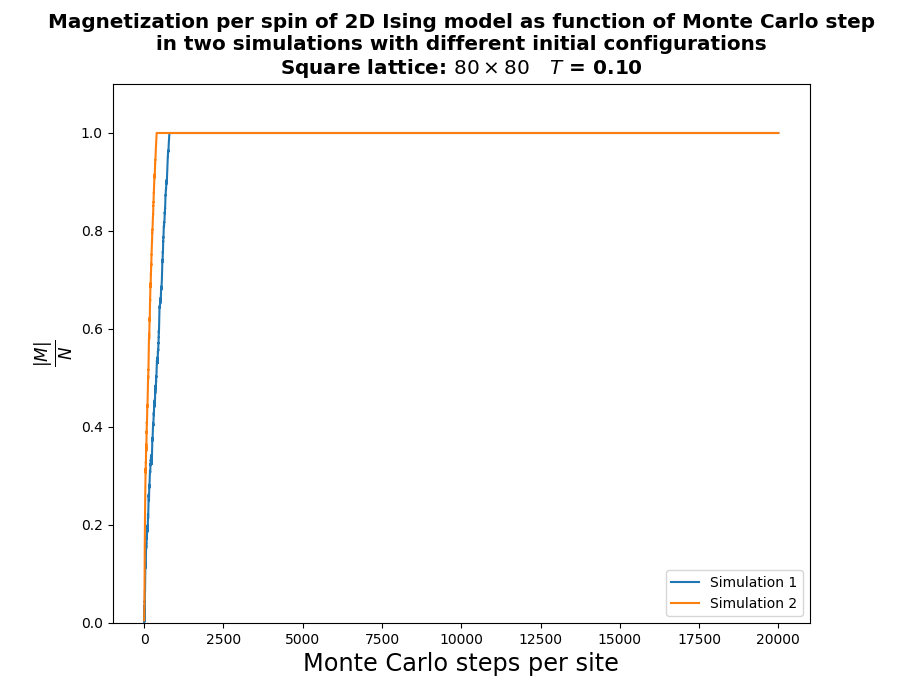 Magnetization per spin of 2D Ising model as function of Monte Carlo step
in two simulations with different initial configurations
Square lattice: 80 × 80 T = 0.10
|M|
N
1.0
0.8
0.6
0.4
0.2
0.0
Simulation 1
Simulation 2
0 2500 5000 7500 10000 12500 15000 17500 20000
Monte Carlo steps per site